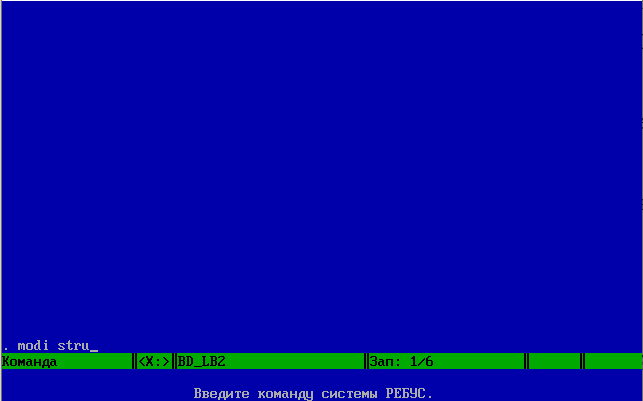 . modi stru_
Команда <X:> BD_LB2 Зап: 1/6
Введите команду системы РЕБУС.